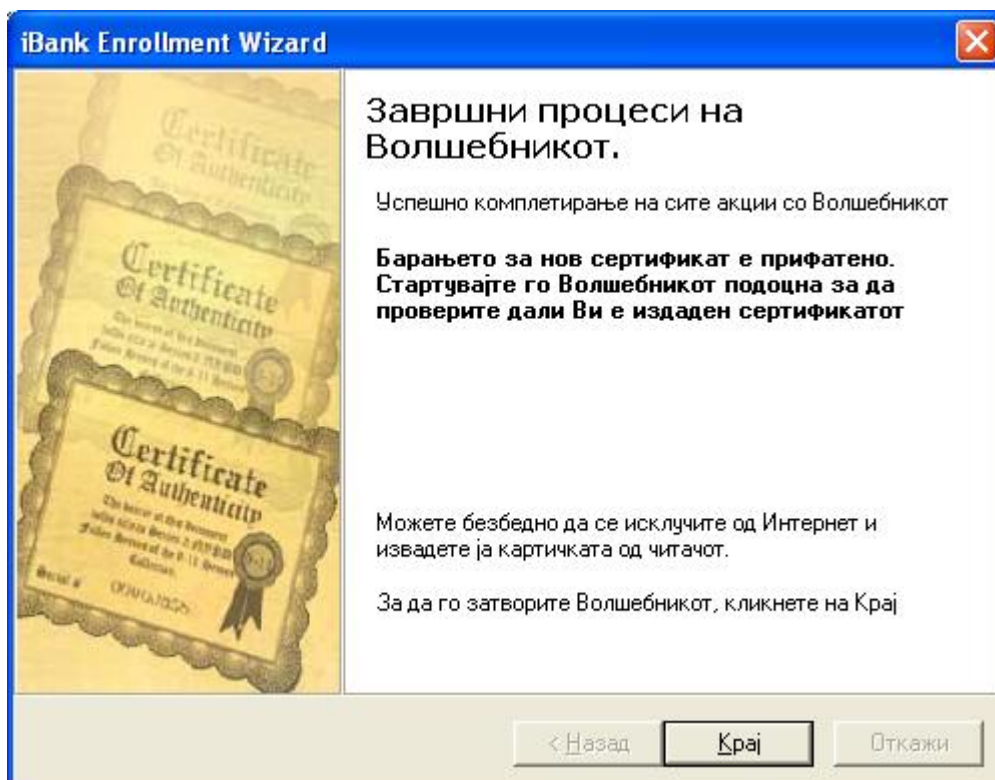 iBank Enrollment Wizard
Завршни процеси на
Волшебникот.
Успешно комплетирање на сите акции со Волшебникот
Барањето за нов сертификат е прифатено.
Стартувајте го Волшебникот подоцна за да
проверите дали Ви е издаден сертификатот
Можете безбедно да се исклучите од Интернет и
извадете ја картичката од читачот.
За да го затворите Волшебникот, кликнете на Крај
< Назад
Крај
Откажи
Certificate
Of Authenticity
Certificate
Of Authenticity
Certificate
Of Authenticity
Collection.
Serial #